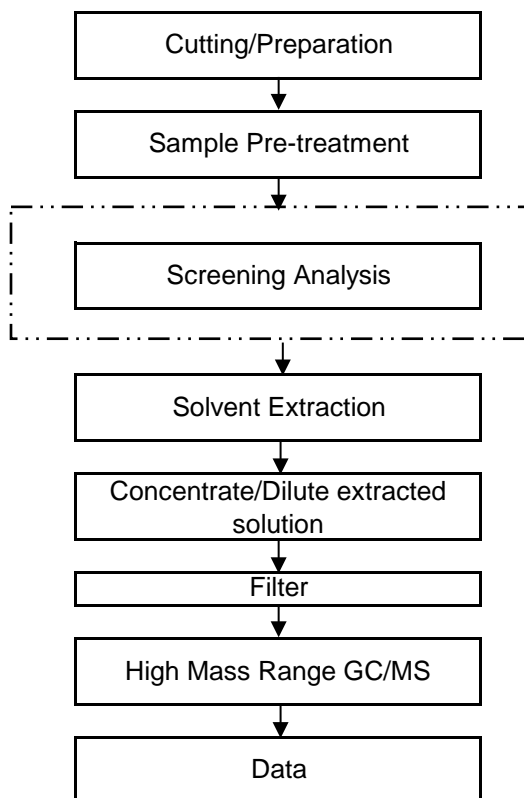 Cutting/Preparation
Sample Pre-treatment
Screening Analysis
Solvent Extraction
Concentrate/Dilute extracted
solution
Filter
High Mass Range GC/MS
Data